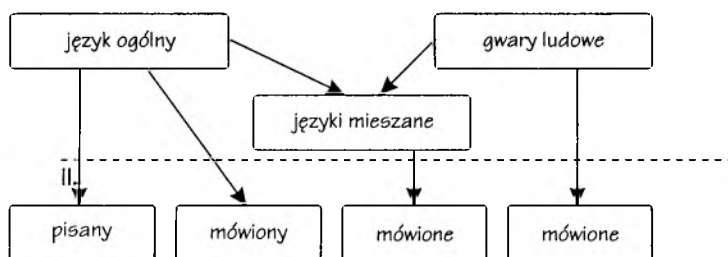 język ogólny
gwary ludowe
języki mieszane
II.
pisany
mówiony
mówione
mówione